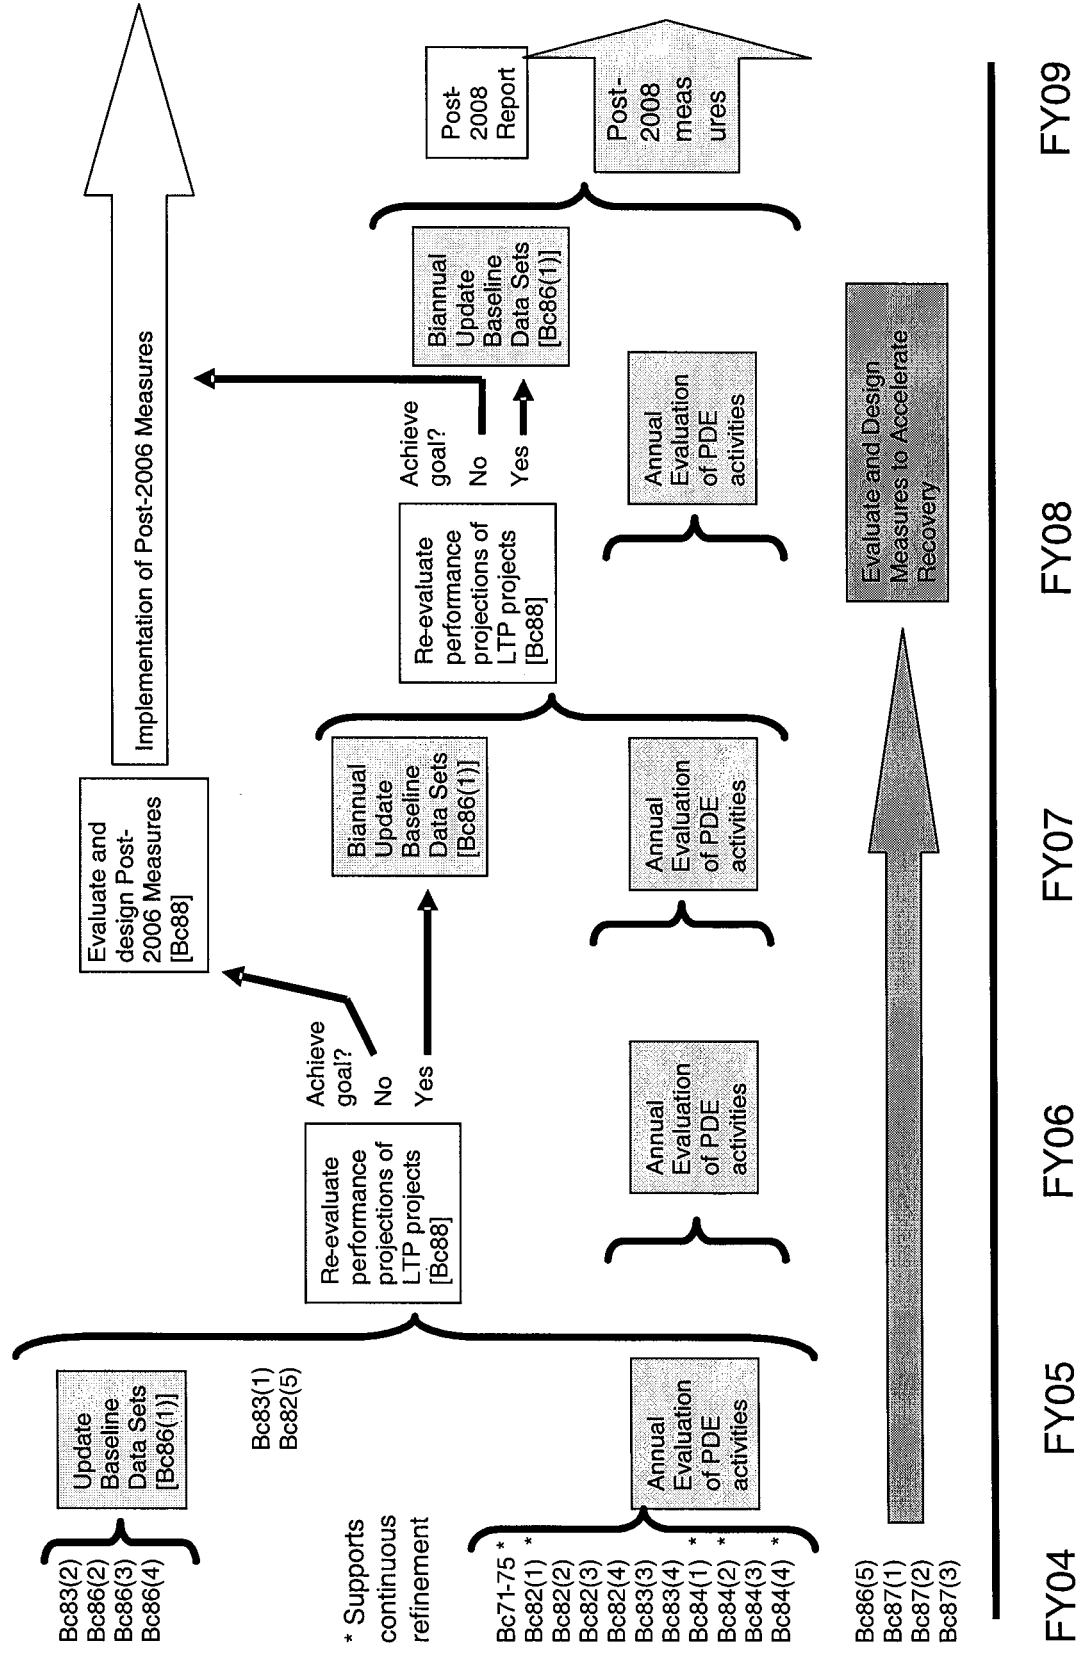 Bc83(2)
Bc86(2)
Bc86(3)
Bc86(4)
Update
Baseline
Data Sets
[Bc86(1)]
Bc83(1)
Bc82(5)
* Supports
continuous
refinement
Bc71-75 *
Bc82(1) *
Bc82(2)
Bc82(3)
Bc82(4)
Bc83(3)
Bc83(4)
Bc84(1) *
Bc84(2) *
Bc84(3)
Bc84(4) *
Annual
Evaluation
of PDE
activities
Bc86(5)
Bc87(1)
Bc87(2)
Bc87(3)
Re-evaluate
performance
projections of
LTP projects
[Bc88]
Achieve
goal?
No
Yes
Annual
Evaluation
of PDE
activities
Evaluate and
design Post-
2006 Measures
[Bc88]
Implementation of Post-2006 Measures
Biannual
Update
Baseline
Data Sets
[Bc86(1)]
Annual
Evaluation
of PDE
activities
Re-evaluate
performance
projections of
LTP projects
[Bc88]
Achieve
goal?
No
Yes
Biannual
Update
Baseline
Data Sets
[Bc86(1)]
Annual
Evaluation
of PDE
activities
Evaluate and Design
Measures to Accelerate
Recovery
Post-
2008
Report
Post-
2008
meas
ures
FY04
FY05
FY06
FY07
FY08
FY09